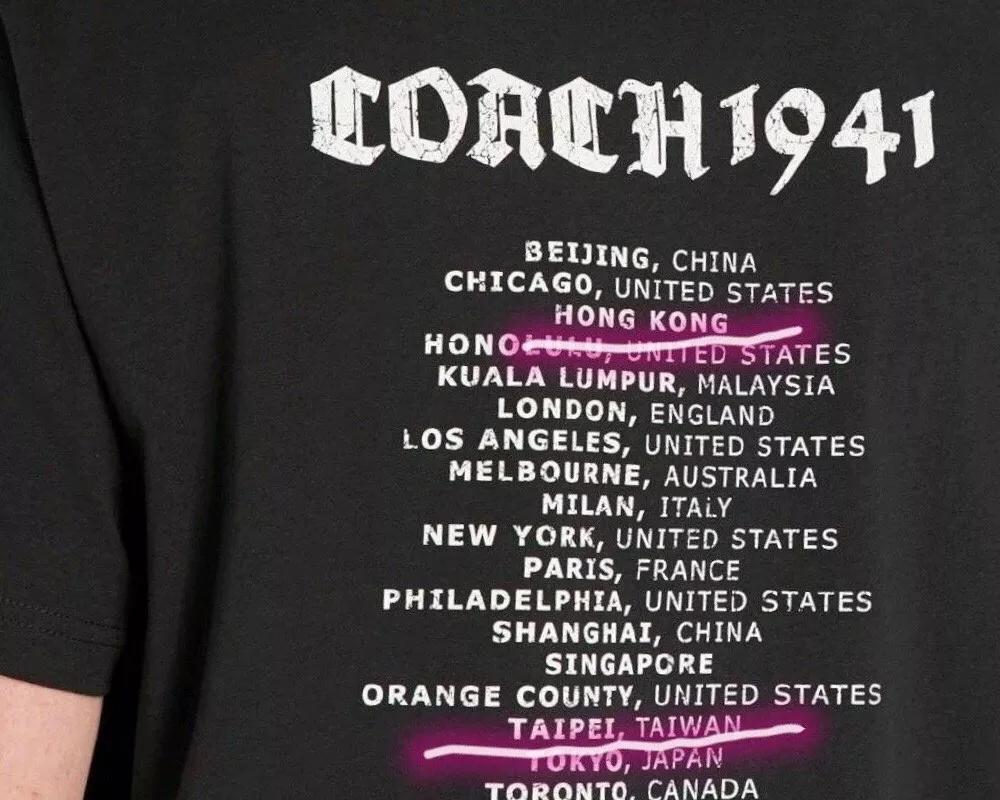 COACH1941
BEIJING, CHINA
CHICAGO, UNITED STATES
HONG KONG
HONOLULU, UNITED STATES
KUALA LUMPUR, MALAYSIA
LONDON, ENGLAND
LOS ANGELES, UNITED STATES
MELBOURNE, AUSTRALIA
MILAN, ITALY
NEW YORK, UNITED STATES
PARIS, FRANCE
PHILADELPHIA, UNITED STATES
SHANGHAI, CHINA
SINGAPORE
ORANGE COUNTY, UNITED STATES
TAIPEI, TAIWAN
TOKYO, JAPAN
TORONTO, CANADA